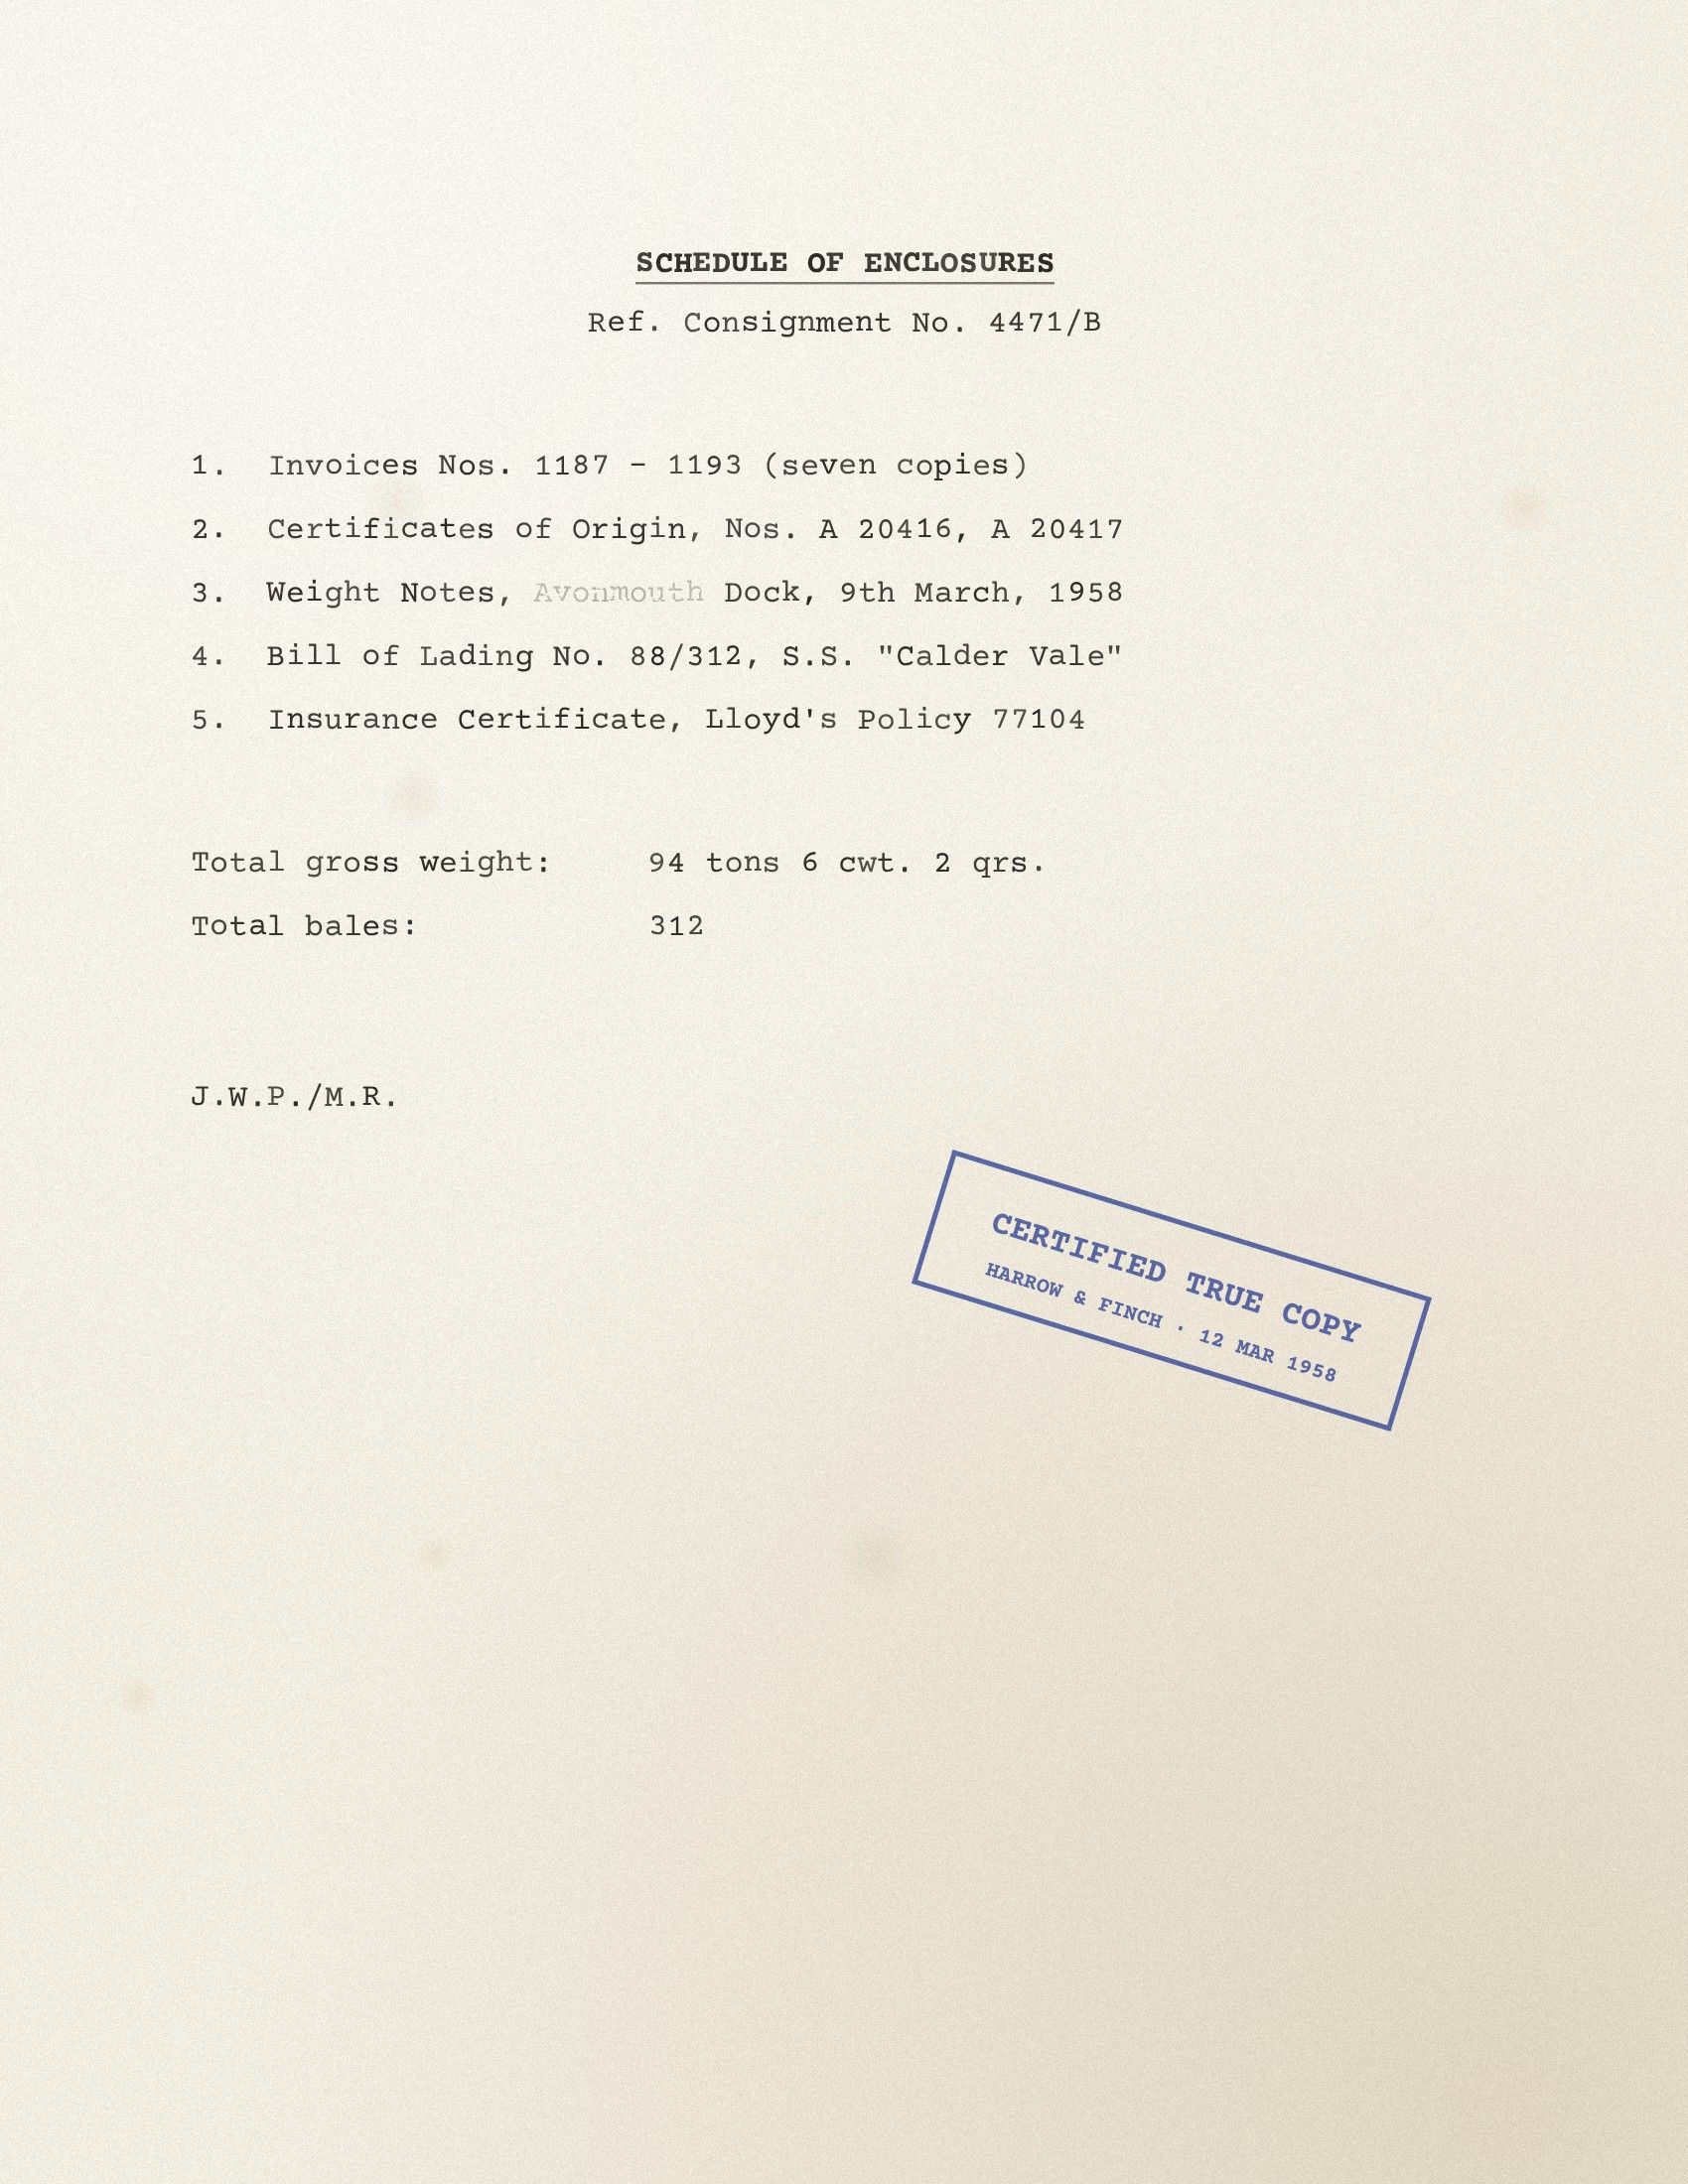 SCHEDULE OF ENCLOSURES
Ref. Consignment No. 4471/B
1. Invoices Nos. 1187 – 1193 (seven copies)
2. Certificates of Origin, Nos. A 20416, A 20417
3. Weight Notes, Avonmouth Dock, 9th March, 1958
4. Bill of Lading No. 88/312, S.S. "Calder Vale"
5. Insurance Certificate, Lloyd's Policy 77104
Total gross weight: 94 tons 6 cwt. 2 qrs.
Total bales: 312
J.W.P./M.R.
CERTIFIED TRUE COPY
HARROW & FINCH · 12 MAR 1958